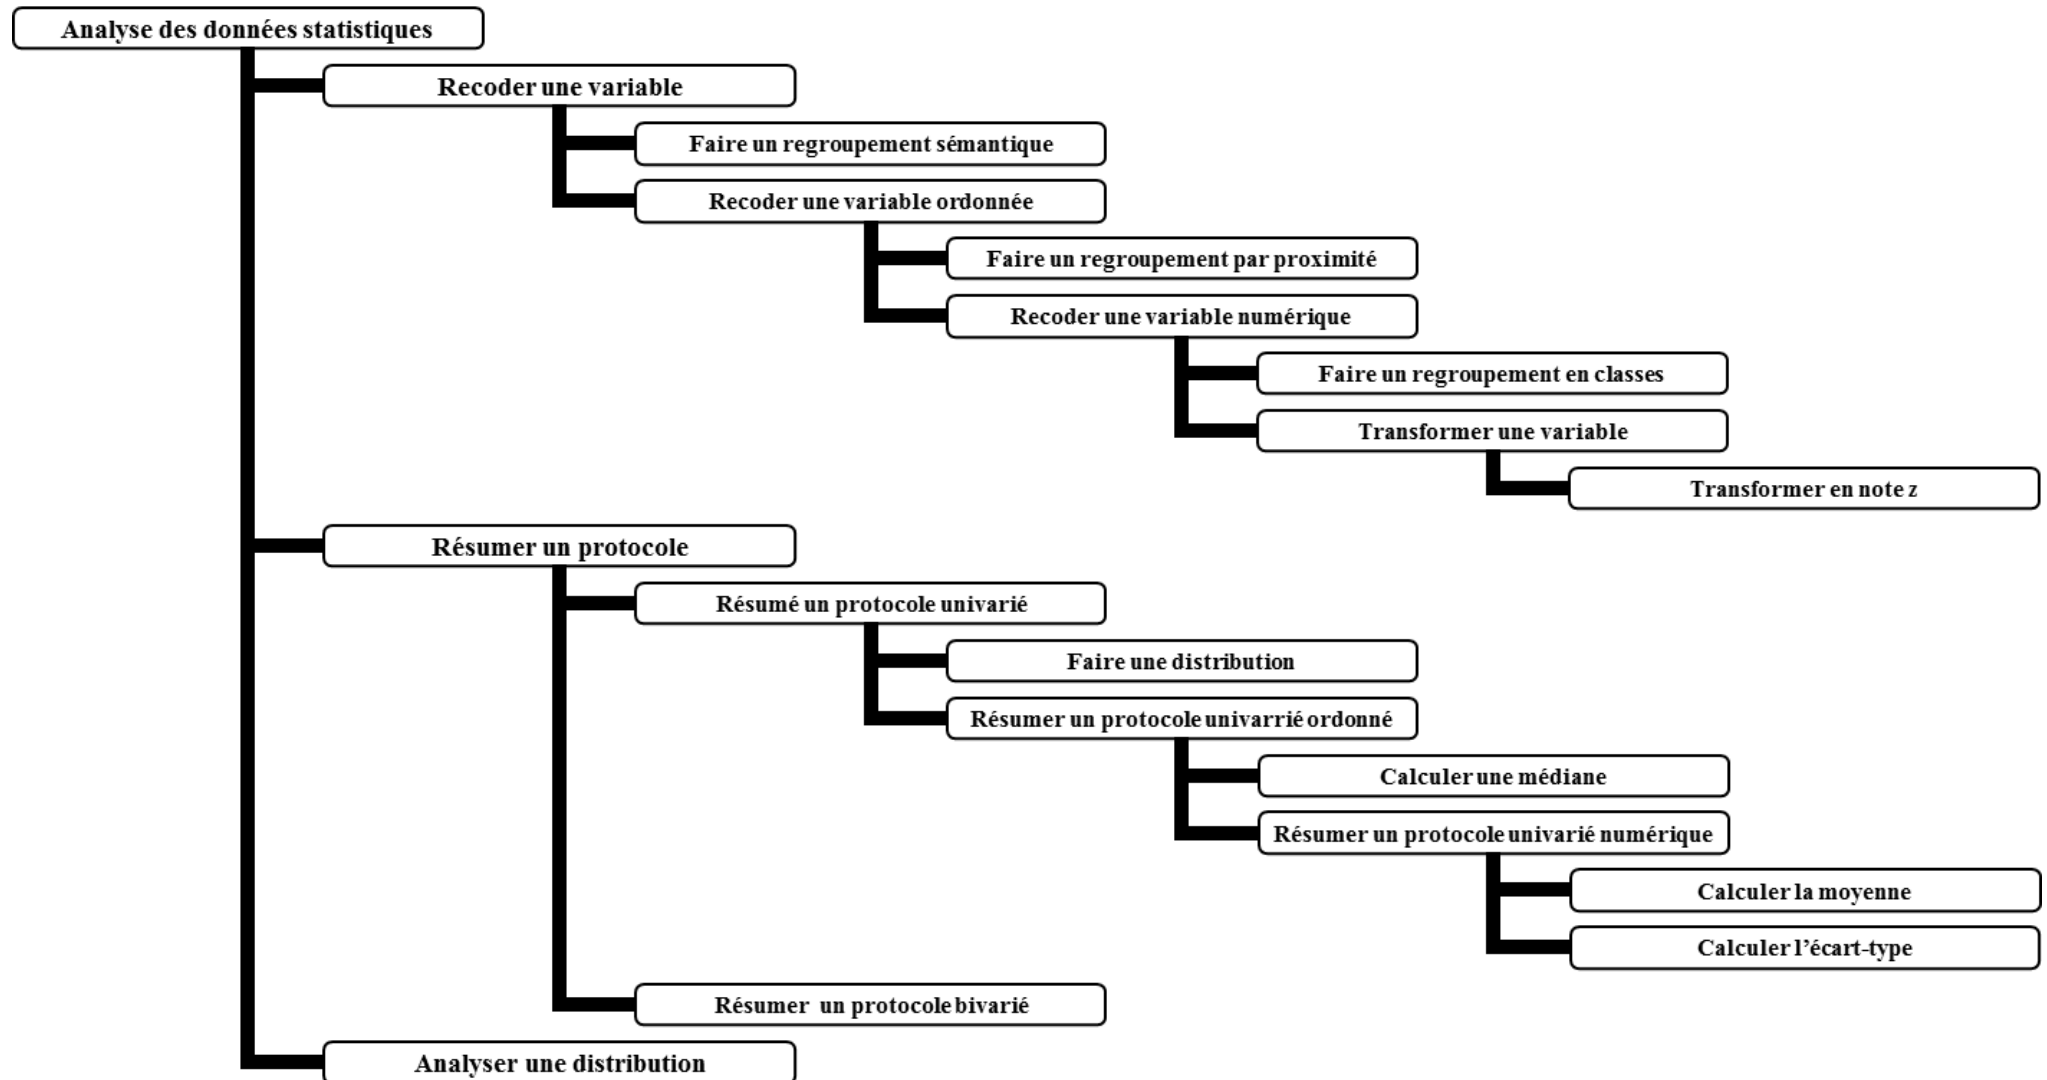 Analyse des données statistiques
Recoder une variable
Faire un regroupement sémantique
Recoder une variable ordonnée
Faire un regroupement par proximité
Recoder une variable numérique
Faire un regroupement en classes
Transformer une variable
Transformer en note z
Résumer un protocole
Résumé un protocole univarié
Faire une distribution
Résumer un protocole univarrié ordonné
Calculer une médiane
Résumer un protocole univarié numérique
Calculer la moyenne
Calculer l’écart-type
Résumer un protocole bivarié
Analyser une distribution